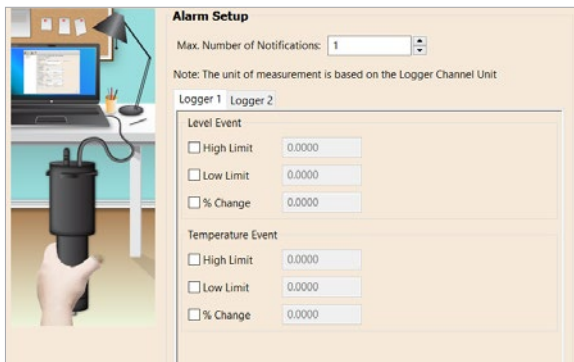 Alarm Setup
Max. Number of Notifications: 1
Note: The unit of measurement is based on the Logger Channel Unit
Logger 1 Logger 2
Level Event
High Limit 0.0000
Low Limit 0.0000
% Change 0.0000
Temperature Event
High Limit 0.0000
Low Limit 0.0000
% Change 0.0000